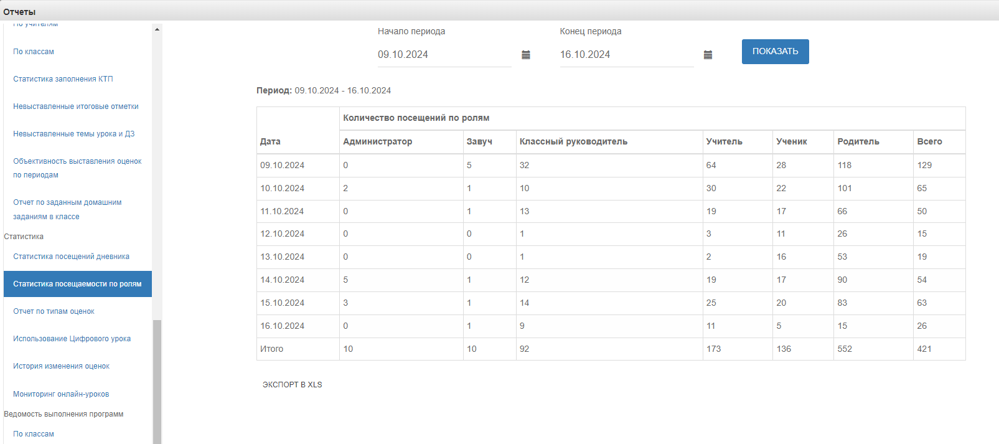 Отчеты
По учителям
По классам
Статистика заполнения КТП
Невыставленные итоговые отметки
Невыставленные темы урока и ДЗ
Объективность выставления оценок
по периодам
Отчет по заданным домашним
заданиям в классе
Статистика
Статистика посещений дневника
Статистика посещаемости по ролям
Отчет по типам оценок
Использование Цифрового урока
История изменения оценок
Мониторинг онлайн-уроков
Ведомость выполнения программ
По классам
Начало периода Конец периода
09.10.2024 16.10.2024 ПОКАЗАТЬ
Период: 09.10.2024 - 16.10.2024
Количество посещений по ролям
Дата Администратор Завуч Классный руководитель Учитель Ученик Родитель Всего
09.10.2024 0 5 32 64 28 118 129
10.10.2024 2 1 10 30 22 101 65
11.10.2024 0 1 13 19 17 66 50
12.10.2024 0 0 1 3 11 26 15
13.10.2024 0 0 1 2 16 53 19
14.10.2024 5 1 12 19 17 90 54
15.10.2024 3 1 14 25 20 83 63
16.10.2024 0 1 9 11 5 15 26
Итого 10 10 92 173 136 552 421
ЭКСПОРТ В XLS